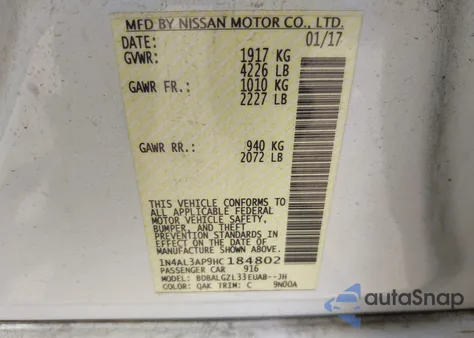 MFD BY NISSAN MOTOR CO., LTD.
DATE: 01/17
GVWR: 1917 KG
4226 LB
GAWR FR.: 1010 KG
2227 LB
GAWR RR.: 940 KG
2072 LB
THIS VEHICLE CONFORMS TO
ALL APPLICABLE FEDERAL
MOTOR VEHICLE SAFETY,
BUMPER, AND THEFT
PREVENTION STANDARDS IN
EFFECT ON THE DATE OF
MANUFACTURE SHOWN ABOVE.
1N4AL3AP9HC184802
PASSENGER CAR 916
MODEL: BDBALGZL33EUAB--JH
COLOR: QAK TRIM: C 9N00A
autoSnap